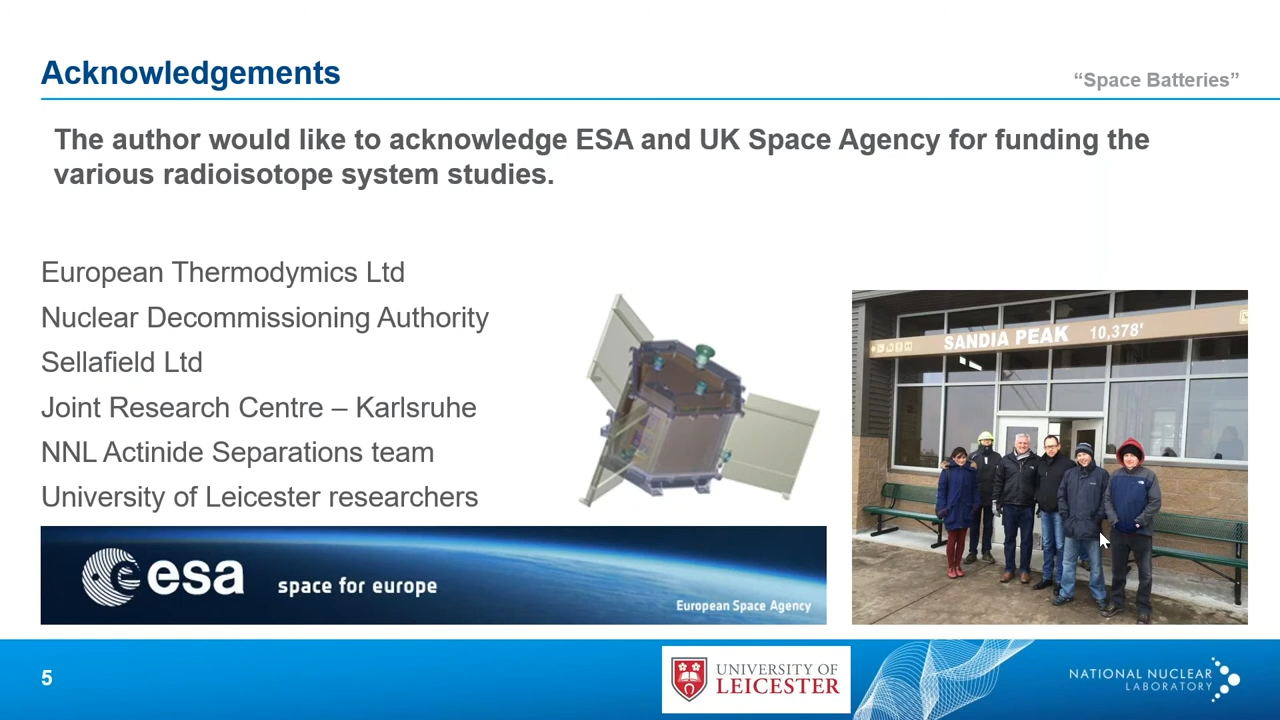 Acknowledgements
“Space Batteries”
The author would like to acknowledge ESA and UK Space Agency for funding the
various radioisotope system studies.
European Thermodymics Ltd
Nuclear Decommissioning Authority
Sellafield Ltd
Joint Research Centre – Karlsruhe
NNL Actinide Separations team
University of Leicester researchers
SANDIA PEAK 10,378'
esa
space for europe
European Space Agency
5
UNIVERSITY OF
LEICESTER
NATIONAL NUCLEAR
LABORATORY